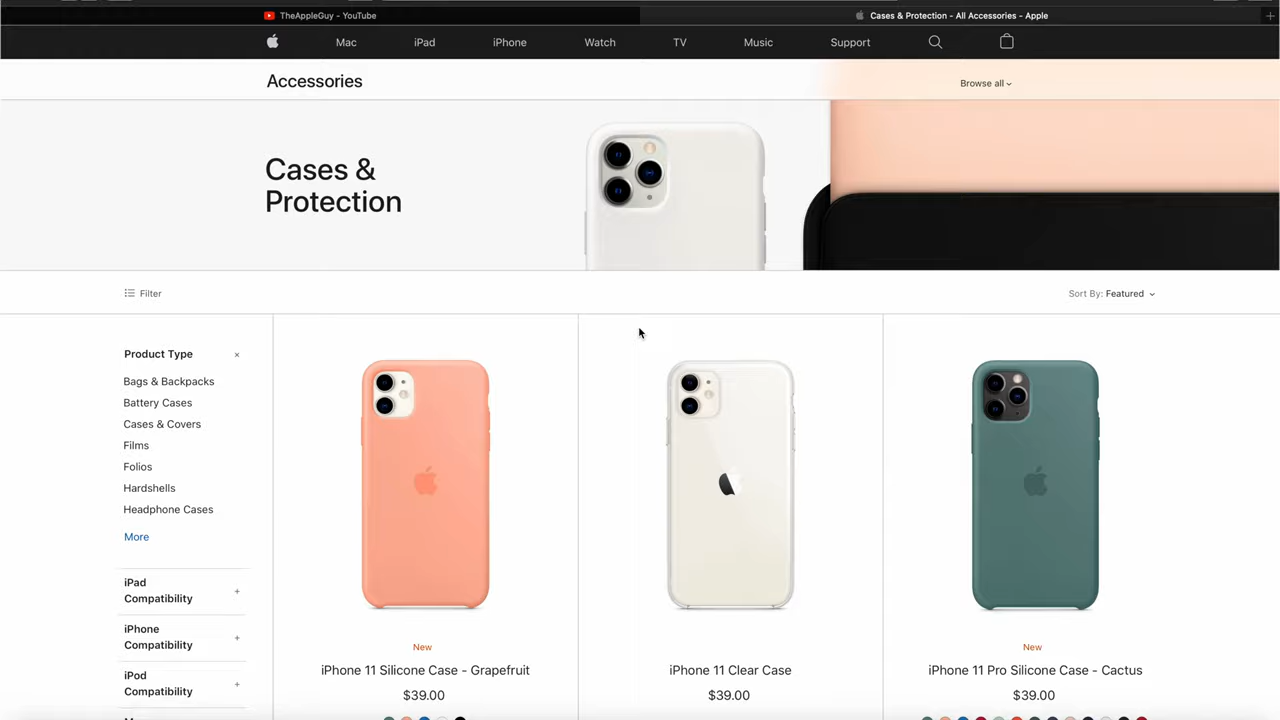 TheAppleGuy - YouTube
Cases & Protection - All Accessories - Apple
Mac
iPad
iPhone
Watch
TV
Music
Support
Accessories
Browse all
Cases &
Protection
Filter
Sort By: Featured
Product Type
Bags & Backpacks
Battery Cases
Cases & Covers
Films
Folios
Hardshells
Headphone Cases
More
iPad
Compatibility
iPhone
Compatibility
iPod
Compatibility
New
iPhone 11 Silicone Case - Grapefruit
$39.00
iPhone 11 Clear Case
$39.00
New
iPhone 11 Pro Silicone Case - Cactus
$39.00